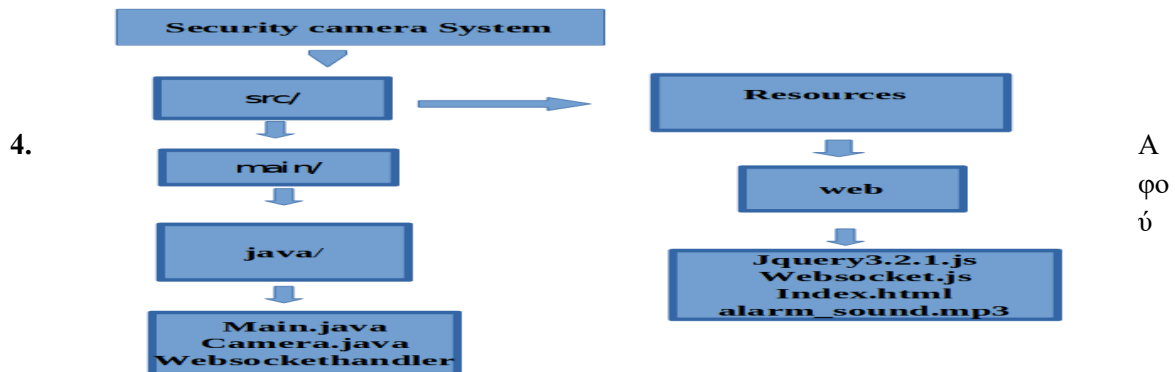 Security camera System
src/
Resources
4.
main/
web
java/
Jquery3.2.1.js
Websocket.js
Index.html
alarm_sound.mp3
Main.java
Camera.java
Websockethandler
Α
φο
ύ